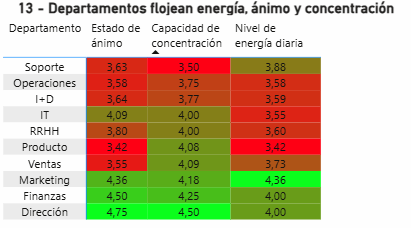 13 - Departamentos flojean energía, ánimo y concentración
Departamento Estado de ánimo Capacidad de concentración Nivel de energía diaria
Soporte 3,63 3,50 3,88
Operaciones 3,58 3,75 3,58
I+D 3,64 3,77 3,59
IT 4,09 4,00 3,55
RRHH 3,80 4,00 3,60
Producto 3,42 4,08 3,42
Ventas 3,55 4,09 3,73
Marketing 4,36 4,18 4,36
Finanzas 4,50 4,25 4,00
Dirección 4,75 4,50 4,00